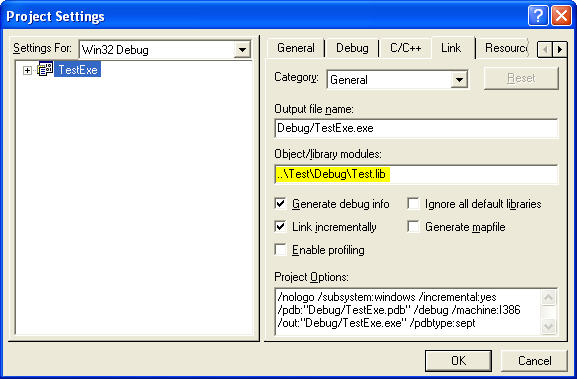 Project Settings
Settings For: Win32 Debug
TestExe
General Debug C/C++ Link Resource
Category: General Reset
Output file name:
Debug/TestExe.exe
Object/library modules:
..\Test\Debug\Test.lib
Generate debug info Ignore all default libraries
Link incrementally Generate mapfile
Enable profiling
Project Options:
/nologo /subsystem:windows /incremental:yes
/pdb:"Debug/TestExe.pdb" /debug /machine:I386
/out:"Debug/TestExe.exe" /pdbtype:sept
OK Cancel